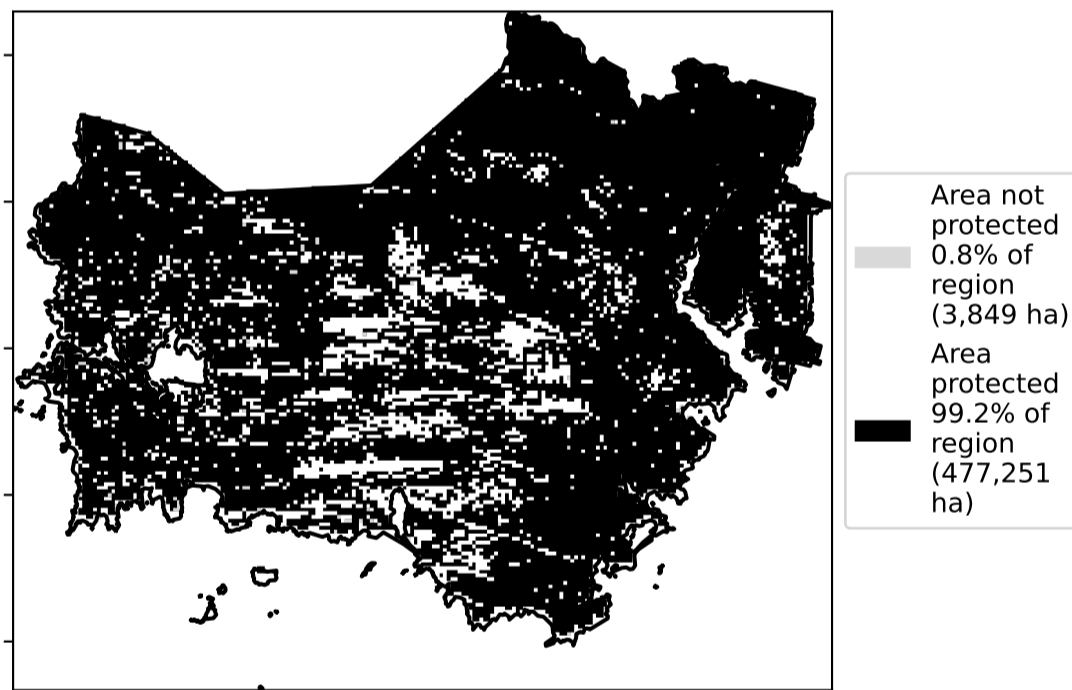 Area not
protected
0.8% of
region
(3,849 ha)
Area
protected
99.2% of
region
(477,251
ha)